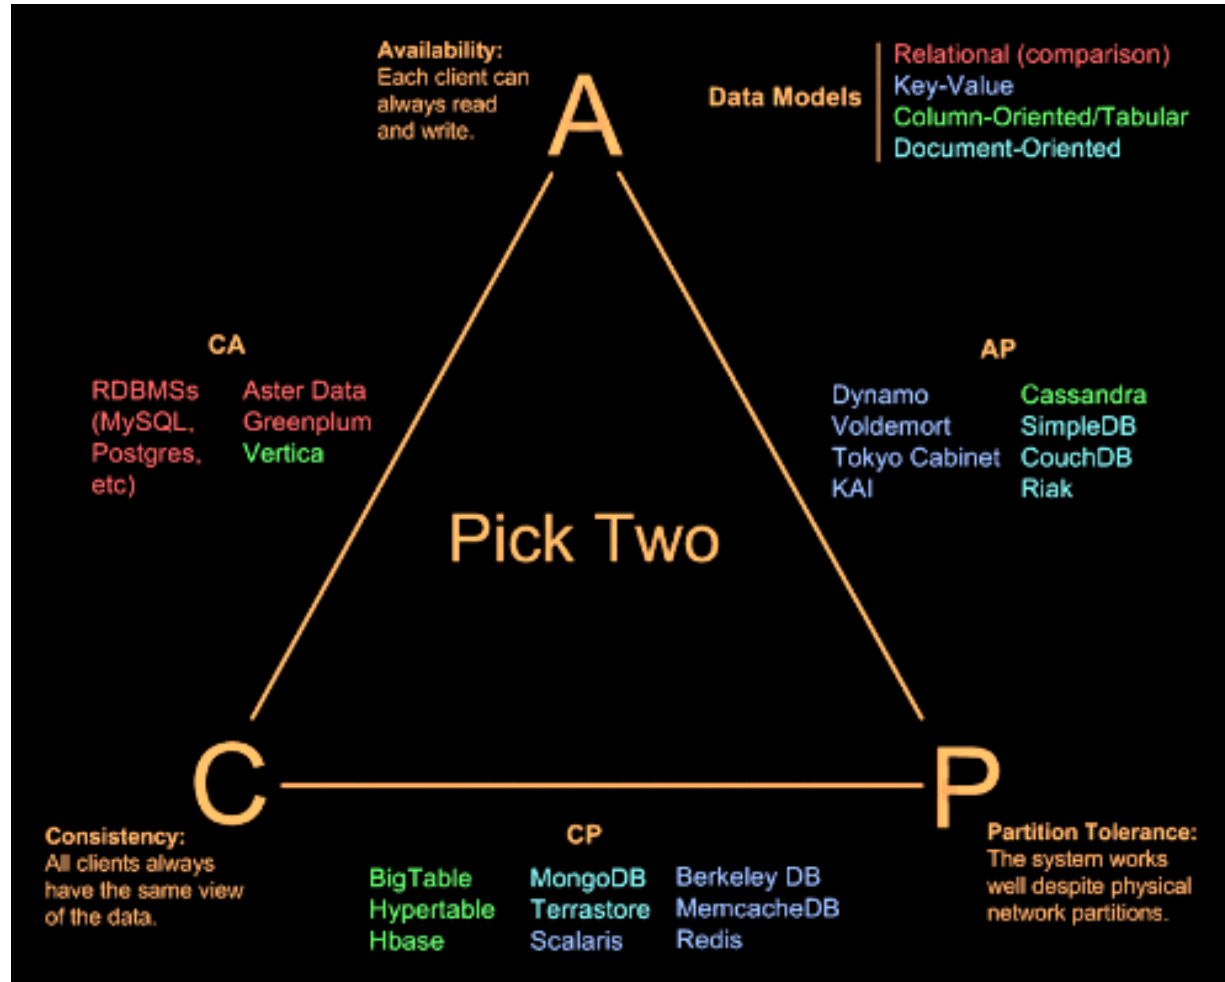 Availability:
Each client can
always read
and write.
A
Data Models
Relational (comparison)
Key-Value
Column-Oriented/Tabular
Document-Oriented
CA
RDBMSs
(MySQL,
Postgres,
etc)
Aster Data
Greenplum
Vertica
AP
Dynamo
Voldemort
Tokyo Cabinet
KAI
Cassandra
SimpleDB
CouchDB
Riak
Pick Two
C
P
Consistency:
All clients always
have the same view
of the data.
CP
BigTable
Hypertable
Hbase
MongoDB
Terrastore
Scalaris
Berkeley DB
MemcacheDB
Redis
Partition Tolerance:
The system works
well despite physical
network partitions.